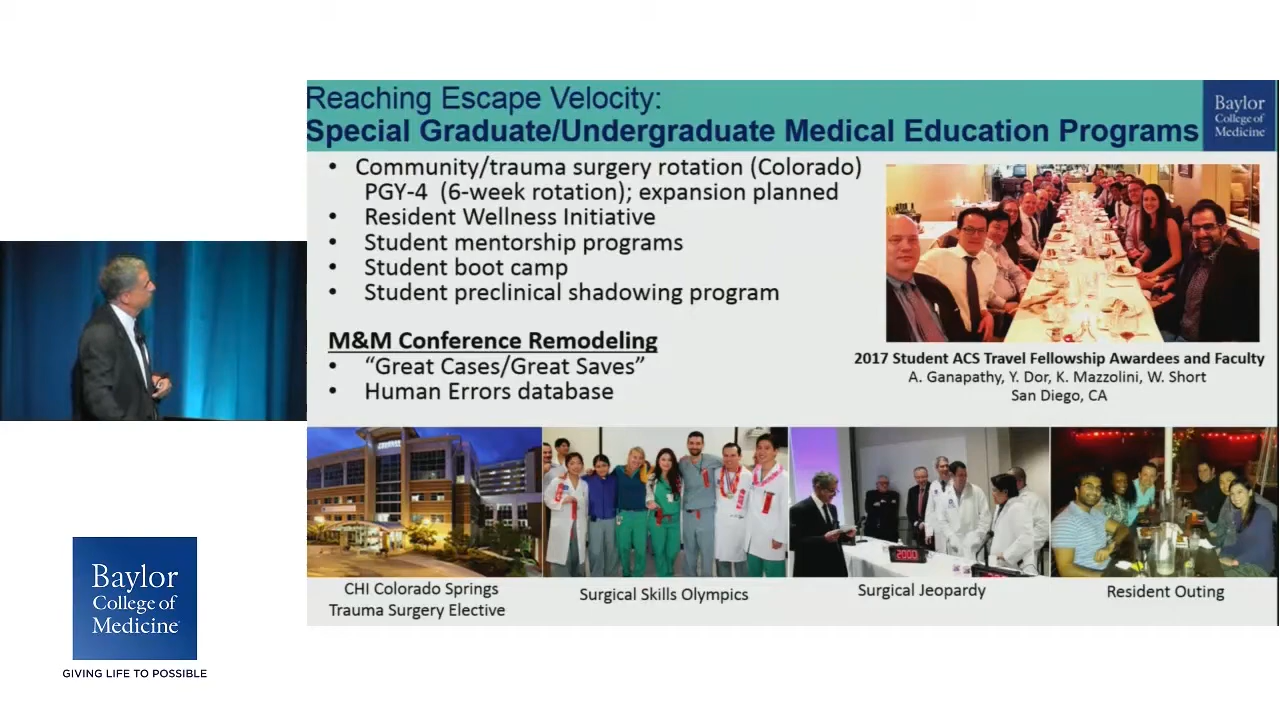 Reaching Escape Velocity:
Special Graduate/Undergraduate Medical Education Programs
Baylor
College of
Medicine
• Community/trauma surgery rotation (Colorado)
PGY-4 (6-week rotation); expansion planned
• Resident Wellness Initiative
• Student mentorship programs
• Student boot camp
• Student preclinical shadowing program
M&M Conference Remodeling
• “Great Cases/Great Saves”
• Human Errors database
2017 Student ACS Travel Fellowship Awardees and Faculty
A. Ganapathy, Y. Dor, K. Mazzolini, W. Short
San Diego, CA
2000
CHI Colorado Springs
Trauma Surgery Elective
Surgical Skills Olympics
Surgical Jeopardy
Resident Outing
Baylor
College of
Medicine
GIVING LIFE TO POSSIBLE